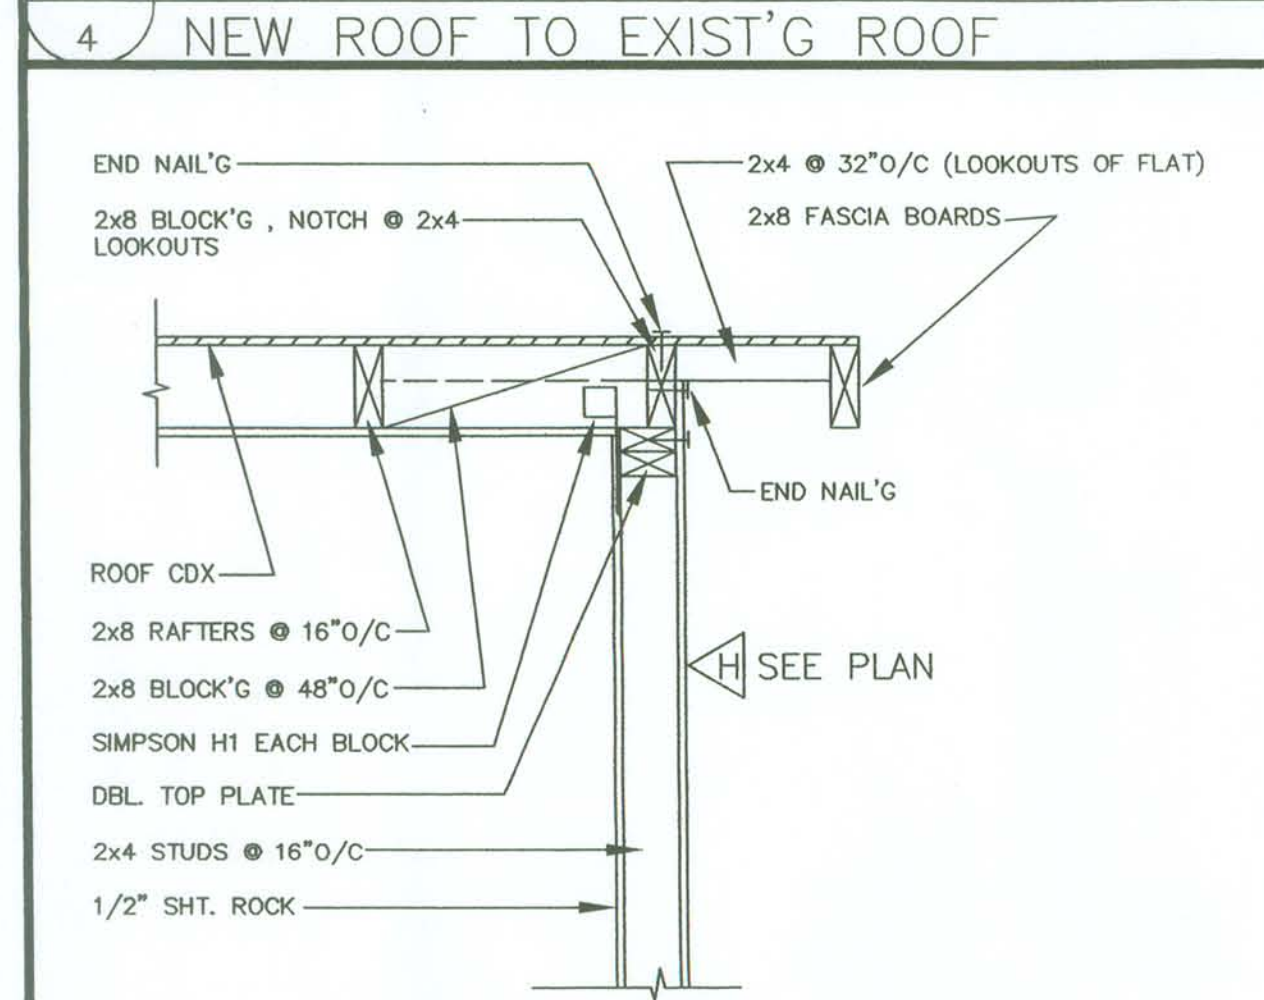 4 NEW ROOF TO EXIST'G ROOF
END NAIL'G
2x4 @ 32"O/C (LOOKOUTS OF FLAT)
2x8 BLOCK'G , NOTCH @ 2x4
LOOKOUTS
2x8 FASCIA BOARDS
END NAIL'G
ROOF CDX
2x8 RAFTERS @ 16"O/C
H SEE PLAN
2x8 BLOCK'G @ 48"O/C
SIMPSON H1 EACH BLOCK
DBL. TOP PLATE
2x4 STUDS @ 16"O/C
1/2" SHT. ROCK